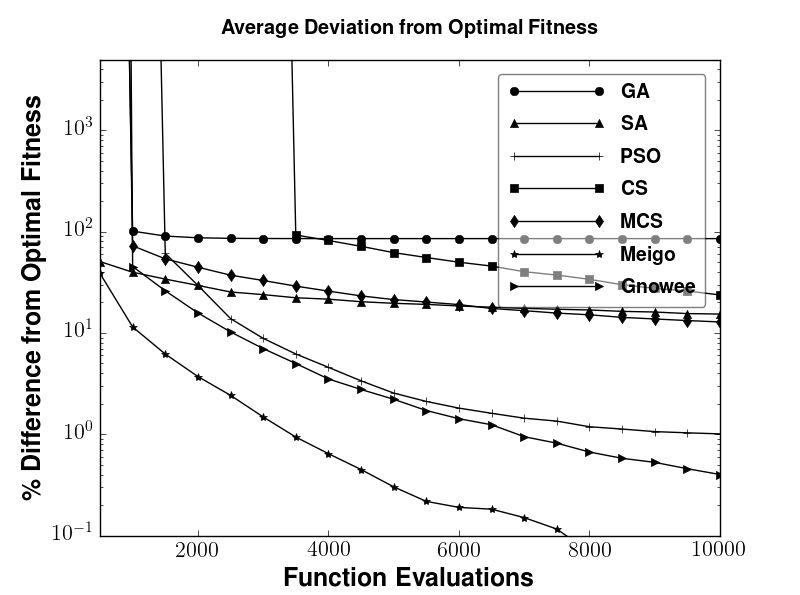 Average Deviation from Optimal Fitness
% Difference from Optimal Fitness
10^3
10^2
10^1
10^0
10^-1
GA
SA
PSO
CS
MCS
Meigo
Gnowee
2000 4000 6000 8000 10000
Function Evaluations